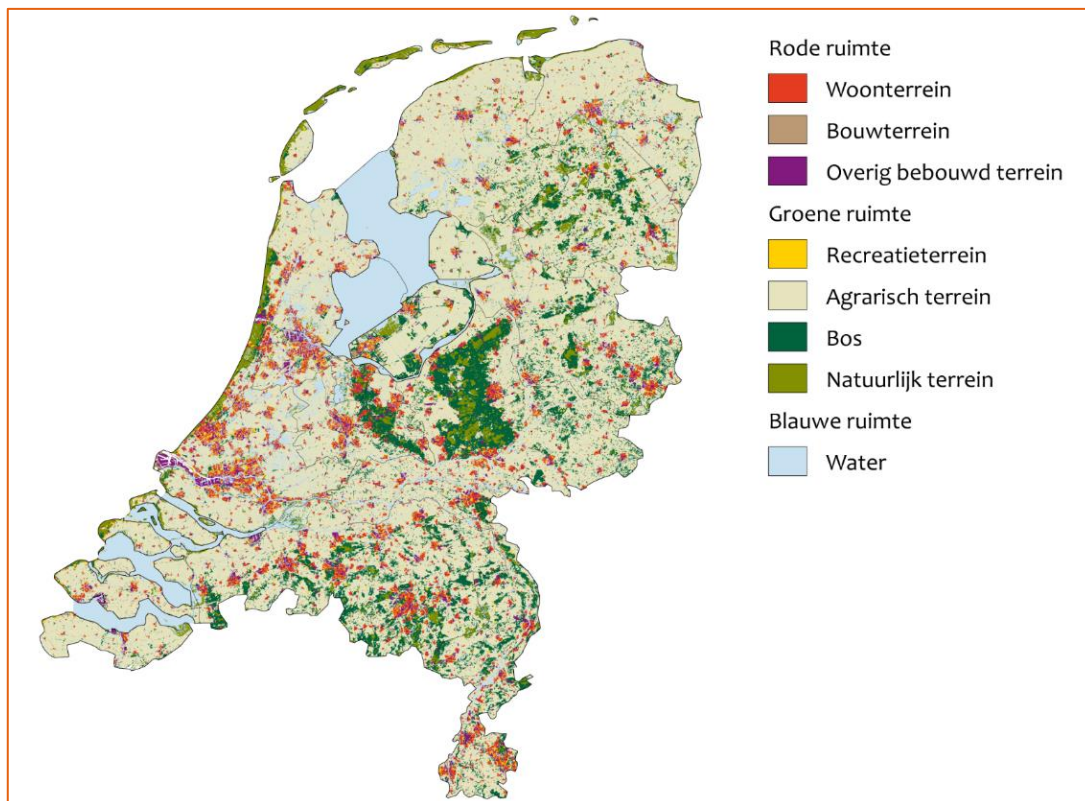 Rode ruimte
Woonterrein
Bouwterrein
Overig bebouwd terrein
Groene ruimte
Recreatieterrein
Agrarisch terrein
Bos
Natuurlijk terrein
Blauwe ruimte
Water